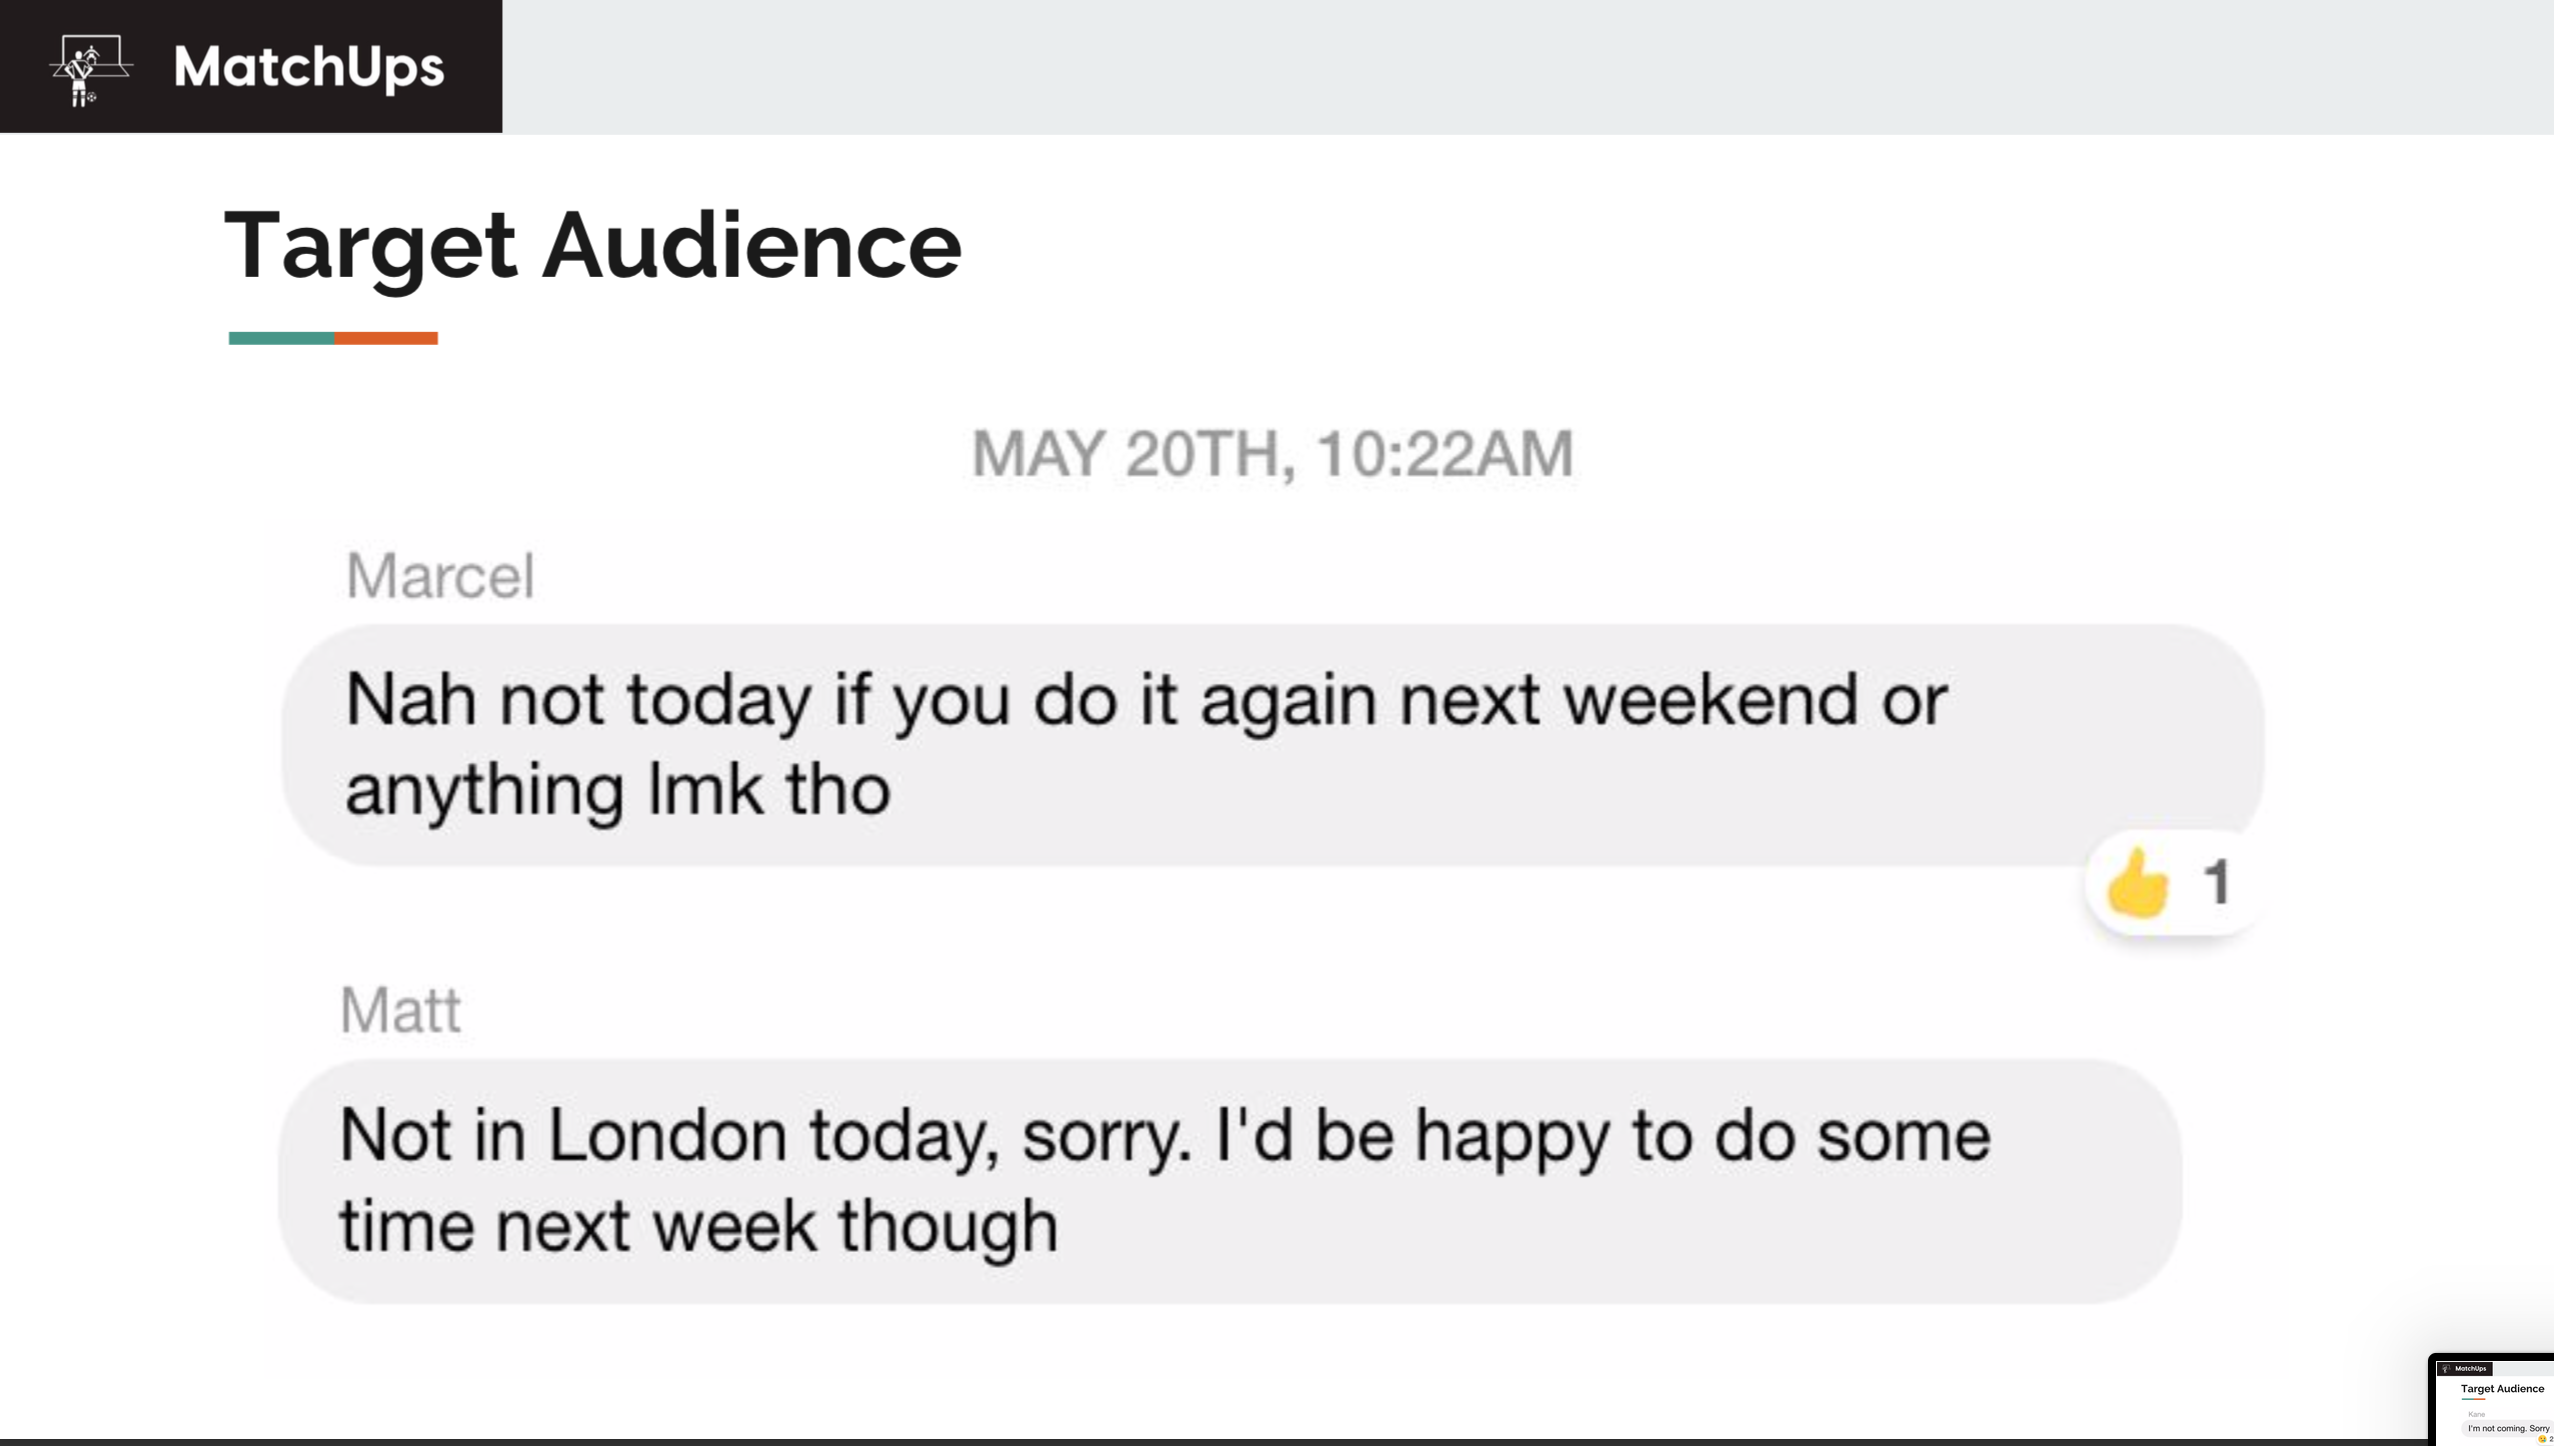 MatchUps
Target Audience
MAY 20TH, 10:22AM
Marcel
Nah not today if you do it again next weekend or
anything lmk tho
👍 1
Matt
Not in London today, sorry. I'd be happy to do some
time next week though
MatchUps
Target Audience
Kane
I'm not coming. Sorry
😢 2